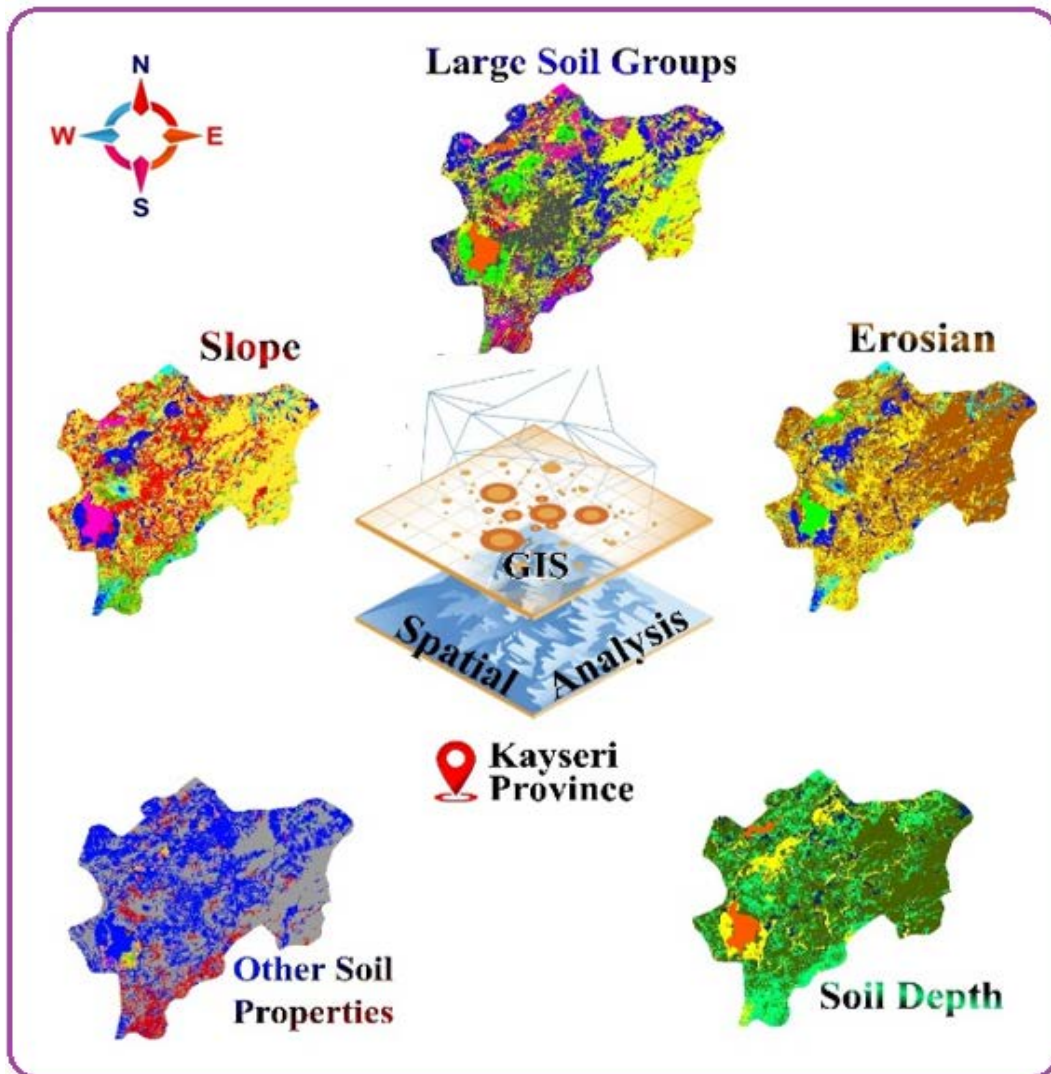 N
W E
S
Large Soil Groups
Slope
Erosian
GIS
Spatial Analysis
Kayseri
Province
Other Soil
Properties
Soil Depth